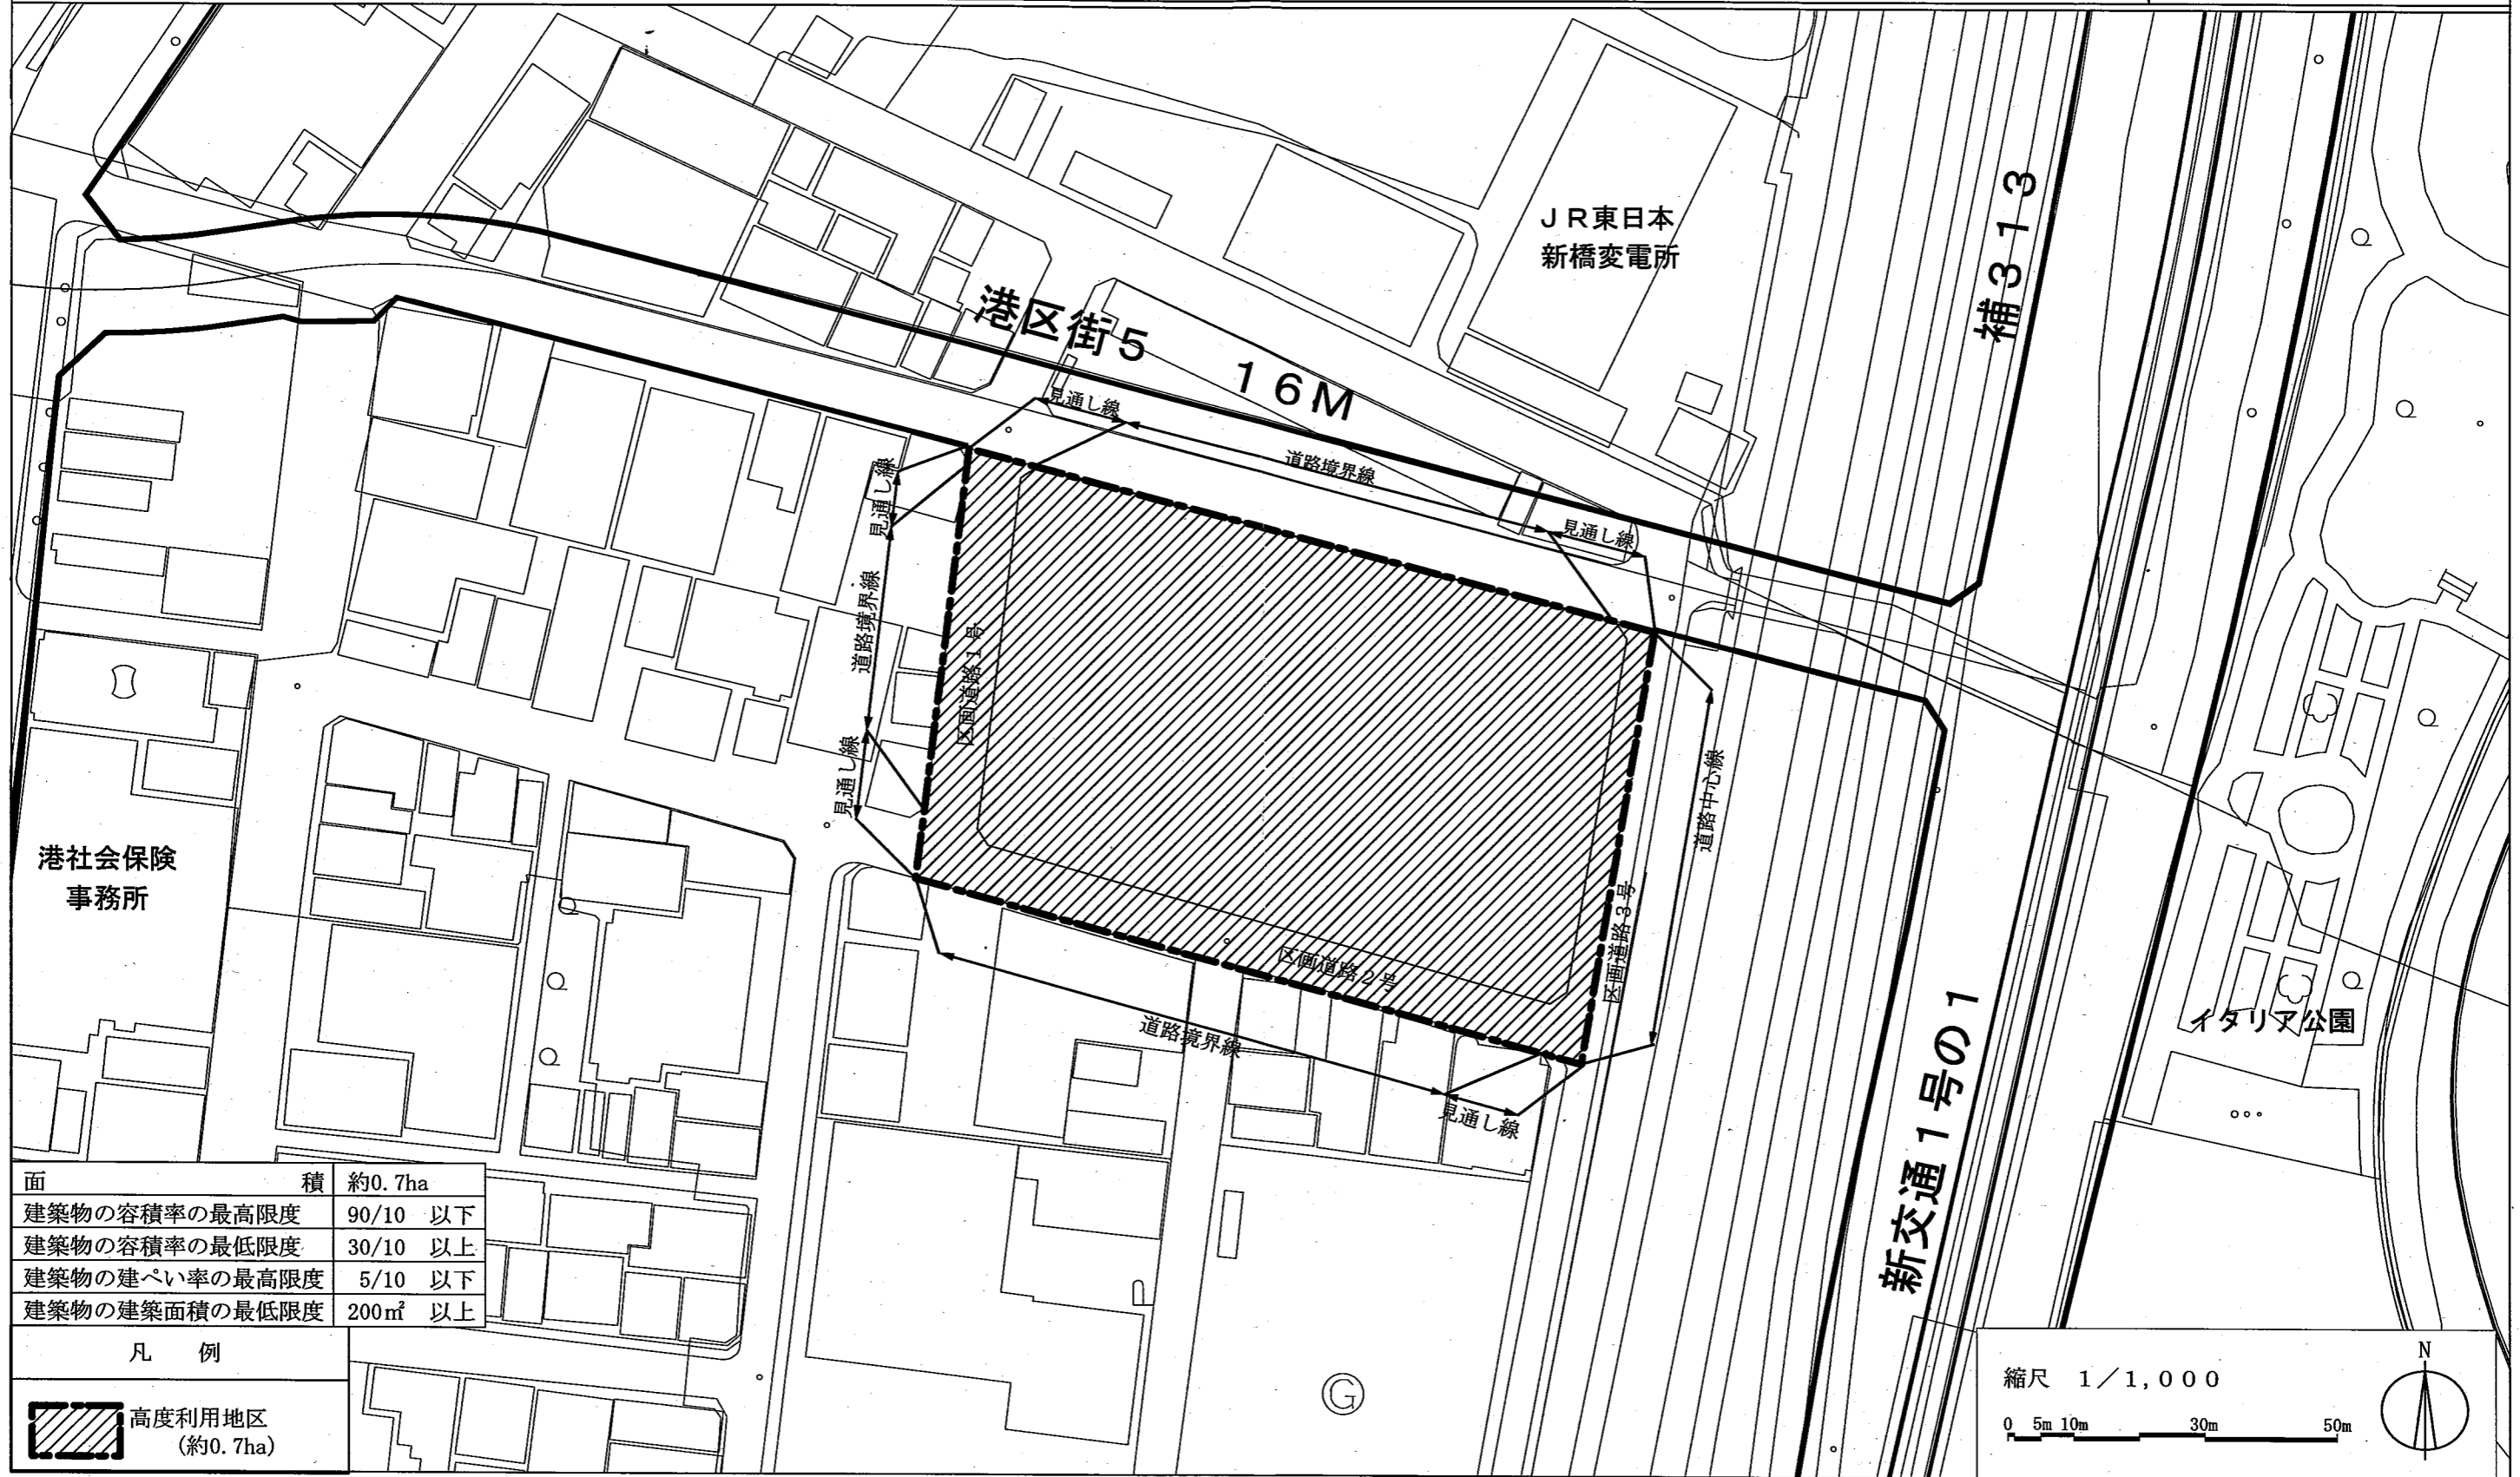 JR東日本
新橋変電所
補313
港区街5 16M
見通し線
道路境界線
見通し線
見通し線
道路境界線
見通し線
区画道路1号
道路中心線
区画道路3号
区画道路2号
道路境界線
見通し線
港社会保険
事務所
イタリア公園
新交通1号の1
面積 約0.7ha
建築物の容積率の最高限度 90/10 以下
建築物の容積率の最低限度 30/10 以上
建築物の建ぺい率の最高限度 5/10 以下
建築物の建築面積の最低限度 200㎡ 以上
凡例
高度利用地区
(約0.7ha)
G
縮尺 1/1,000
N
0 5m 10m 30m 50m